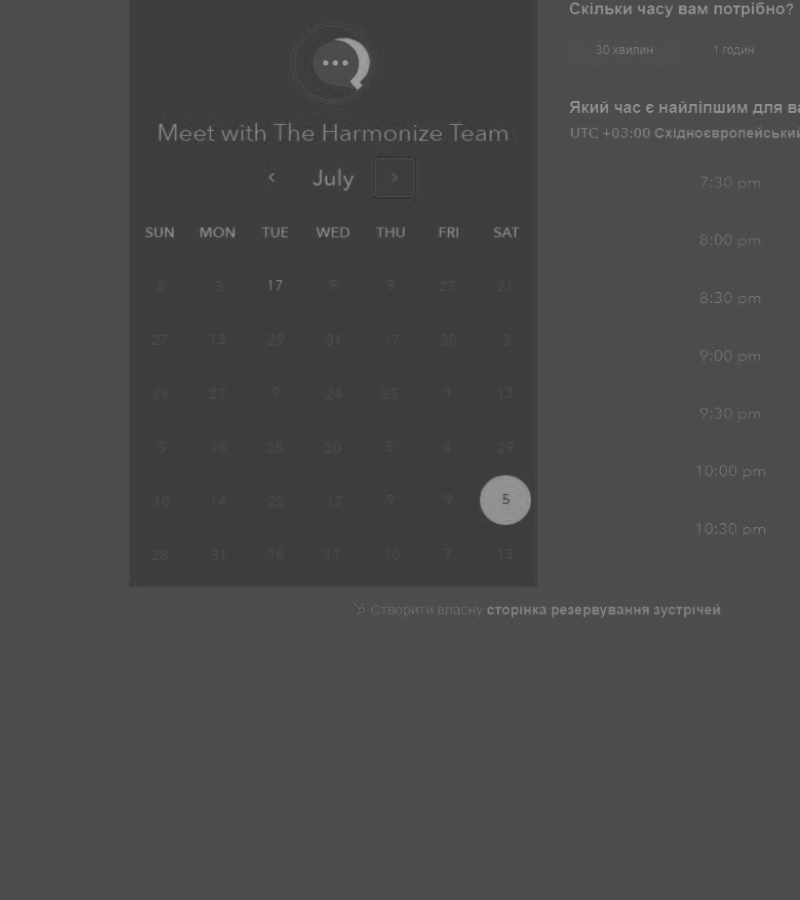 Meet with The Harmonize Team
July
SUN MON TUE WED THU FRI SAT
8 3 17 9 9 27 21
27 13 29 31 17 30 3
29 27 9 24 25 1 13
3 16 25 20 5 4 29
10 14 22 17 9 9 5
28 31 16 11 10 7 13
Скільки часу вам потрібно?
30 хвилин 1 годин
Який час є найліпшим для ва
UTC +03:00 Східноєвропейський
7:30 pm
8:00 pm
8:30 pm
9:00 pm
9:30 pm
10:00 pm
10:30 pm
Створити власну сторінка резервування зустрічей